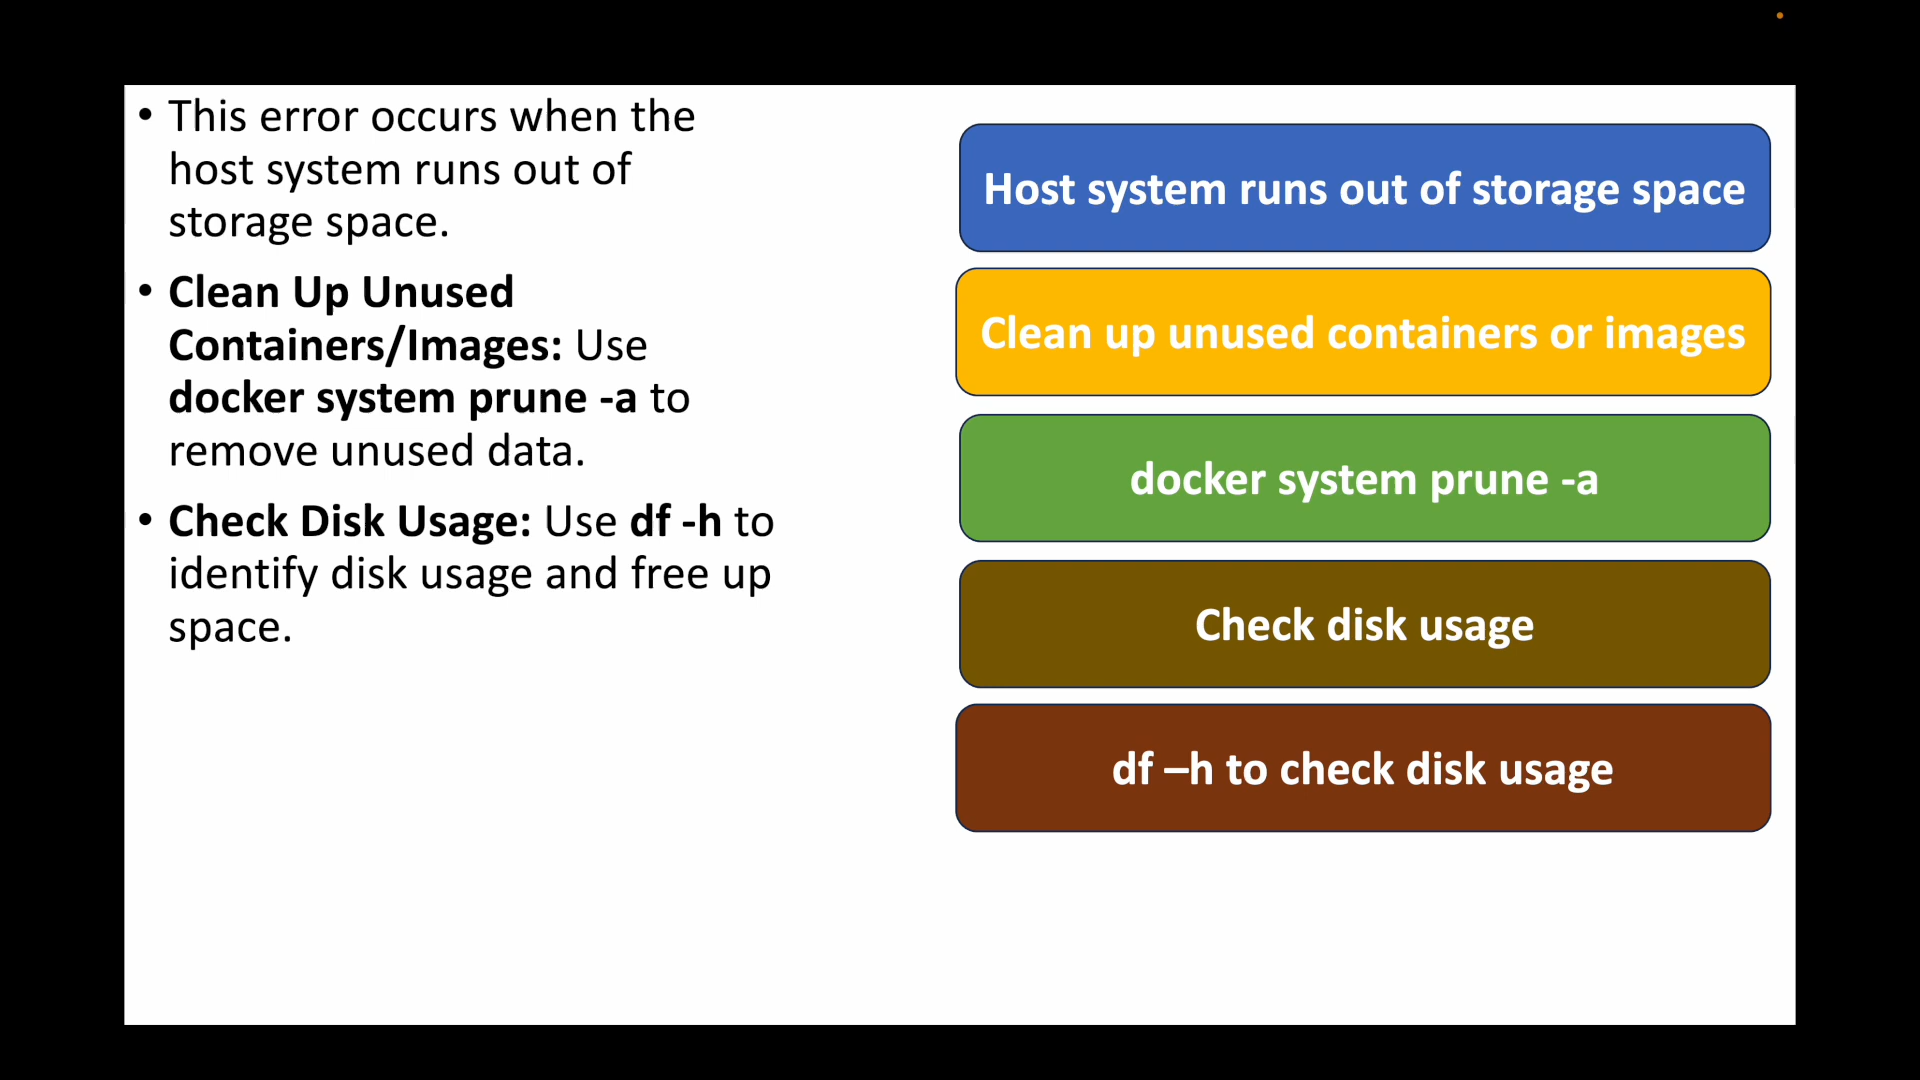 • This error occurs when the
host system runs out of
storage space.
• Clean Up Unused
Containers/Images: Use
docker system prune -a to
remove unused data.
• Check Disk Usage: Use df -h to
identify disk usage and free up
space.
Host system runs out of storage space
Clean up unused containers or images
docker system prune -a
Check disk usage
df –h to check disk usage